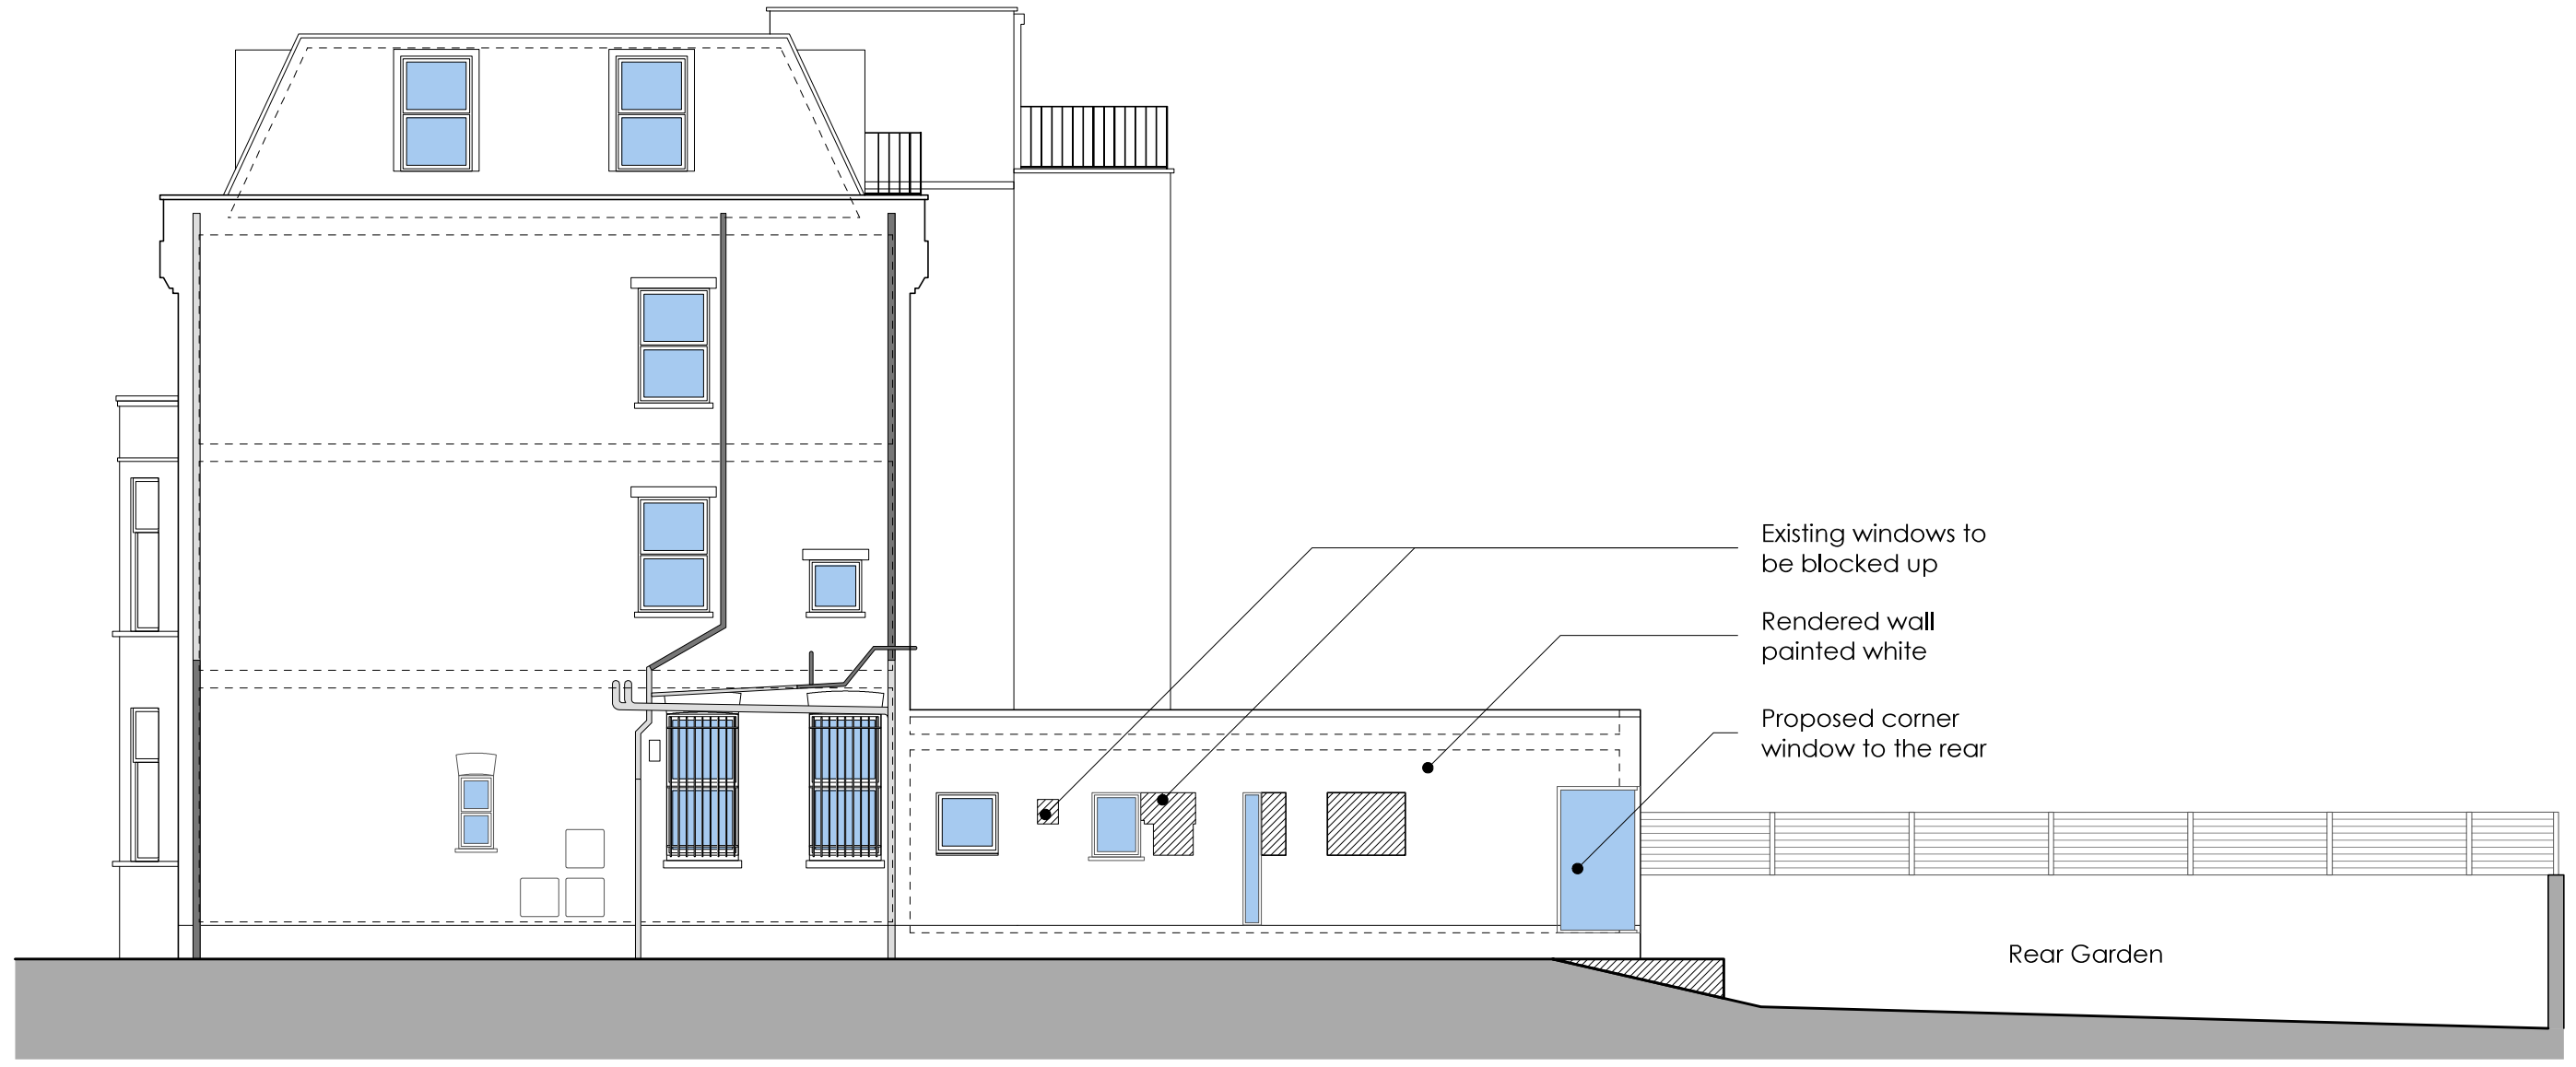 Existing windows to
be blocked up
Rendered wall
painted white
Proposed corner
window to the rear
Rear Garden